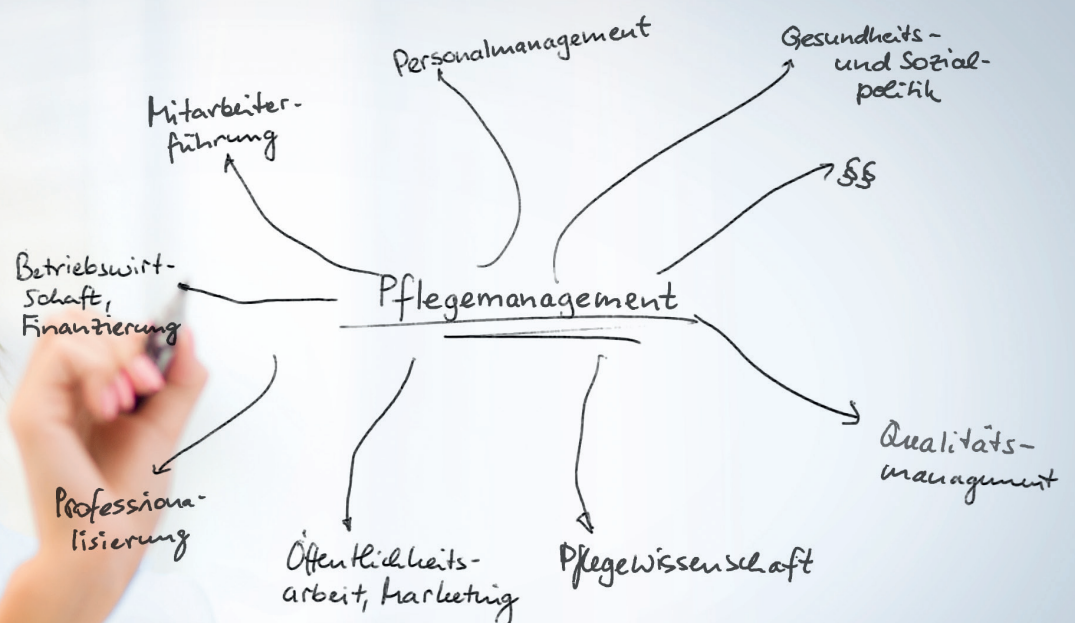 Personalmanagement
Gesundheits-
und Sozial-
politik
Mitarbeiter-
führung
§§
Betriebswirt-
schaft,
Finanzierung
Pflegemanagement
Qualitäts-
management
Professiona-
lisierung
Öffentlichkeits-
arbeit, Marketing
Pflegewissenschaft